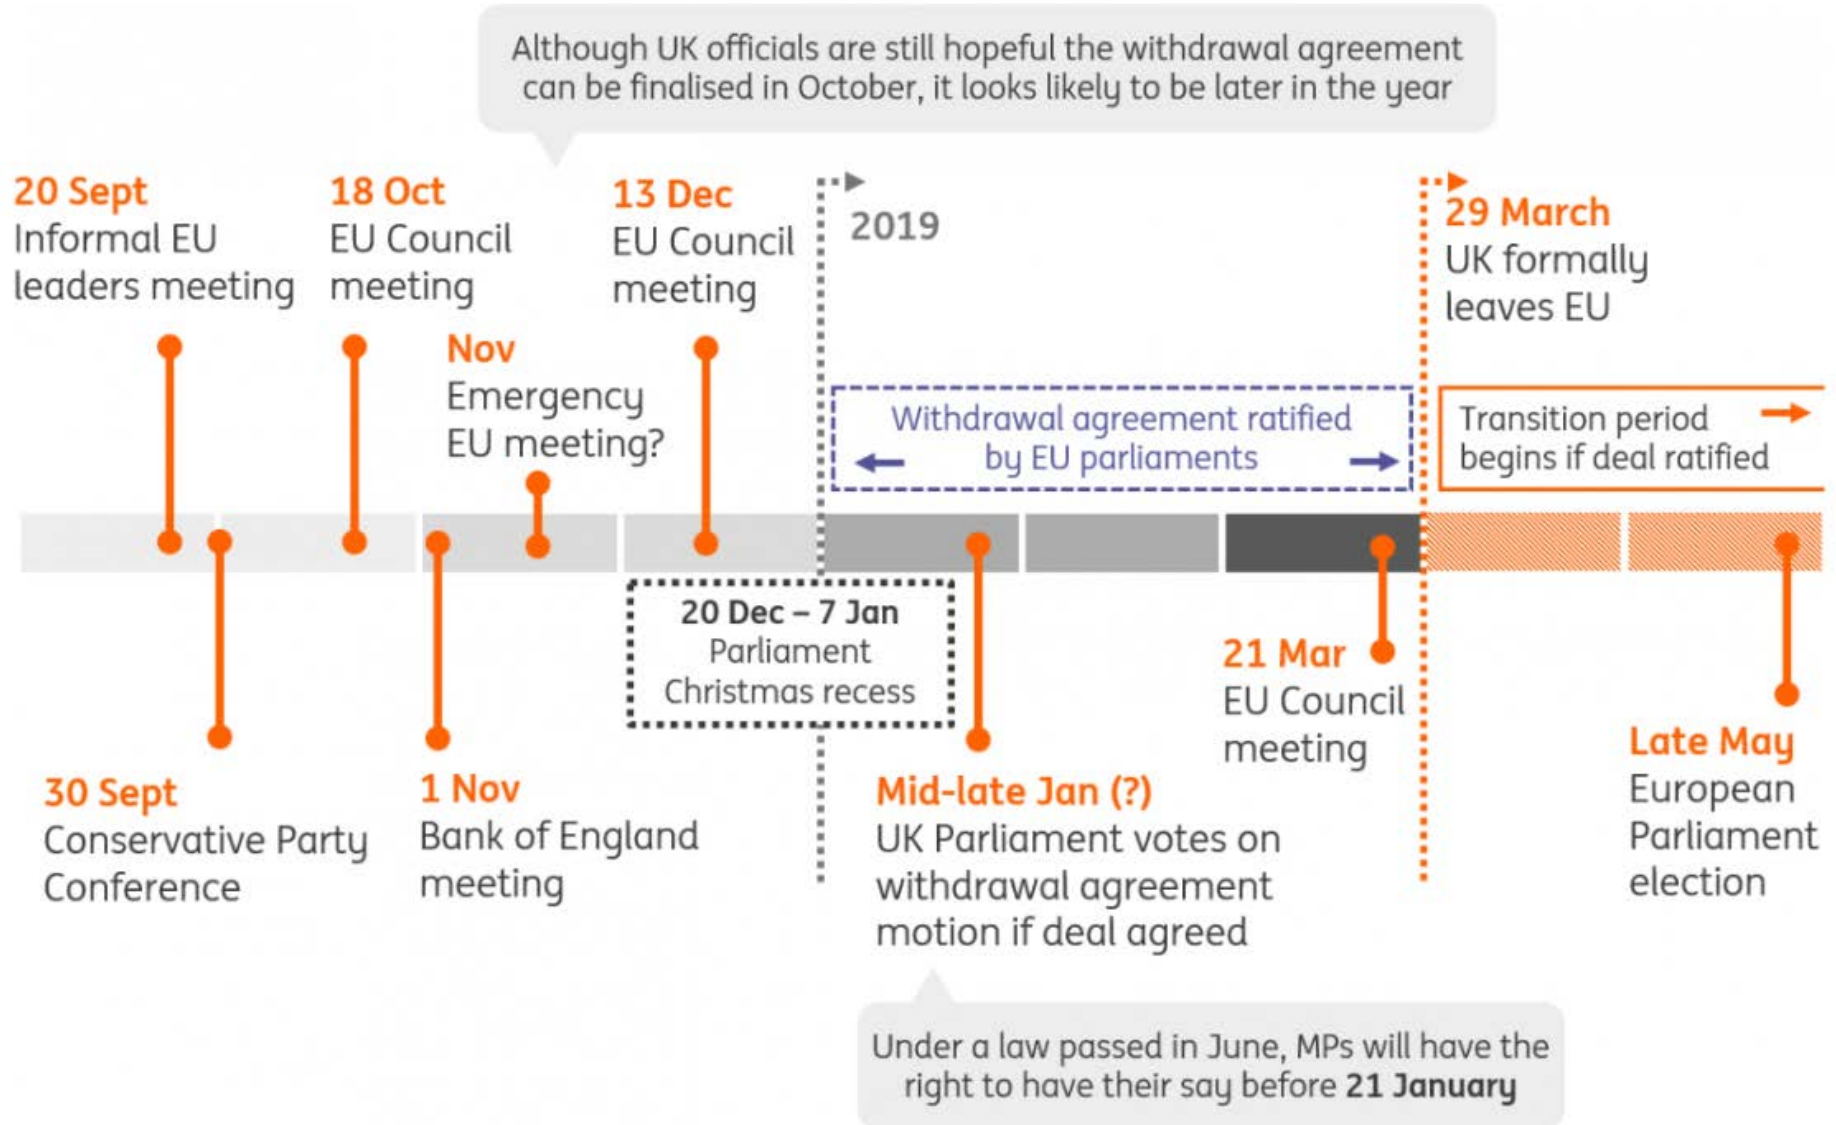 Although UK officials are still hopeful the withdrawal agreement
can be finalised in October, it looks likely to be later in the year
20 Sept
Informal EU
leaders meeting
18 Oct
EU Council
meeting
Nov
Emergency
EU meeting?
13 Dec
EU Council
meeting
2019
29 March
UK formally
leaves EU
Withdrawal agreement ratified
by EU parliaments
Transition period
begins if deal ratified
30 Sept
Conservative Party
Conference
1 Nov
Bank of England
meeting
20 Dec – 7 Jan
Parliament
Christmas recess
Mid-late Jan (?)
UK Parliament votes on
withdrawal agreement
motion if deal agreed
21 Mar
EU Council
meeting
Late May
European
Parliament
election
Under a law passed in June, MPs will have the
right to have their say before 21 January